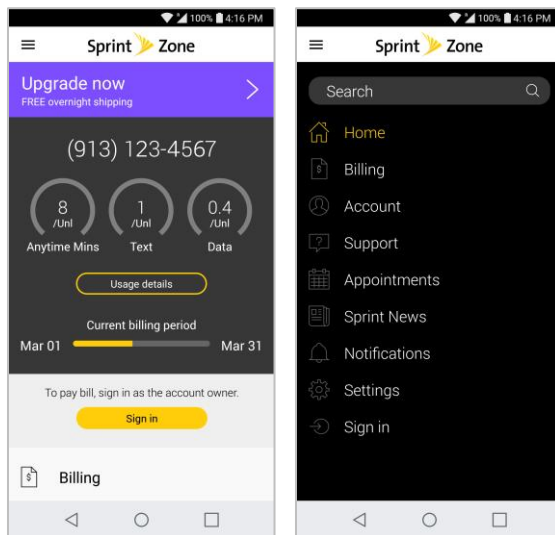 100% 4:16 PM
Sprint Zone
Upgrade now
FREE overnight shipping
(913) 123-4567
8 1 0.4
/Unl /Unl /Unl
Anytime Mins Text Data
Usage details
Current billing period
Mar 01 Mar 31
To pay bill, sign in as the account owner.
Sign in
$ Billing
100% 4:16 PM
Sprint Zone
Search
Home
$ Billing
Account
? Support
Appointments
Sprint News
Notifications
Settings
Sign in